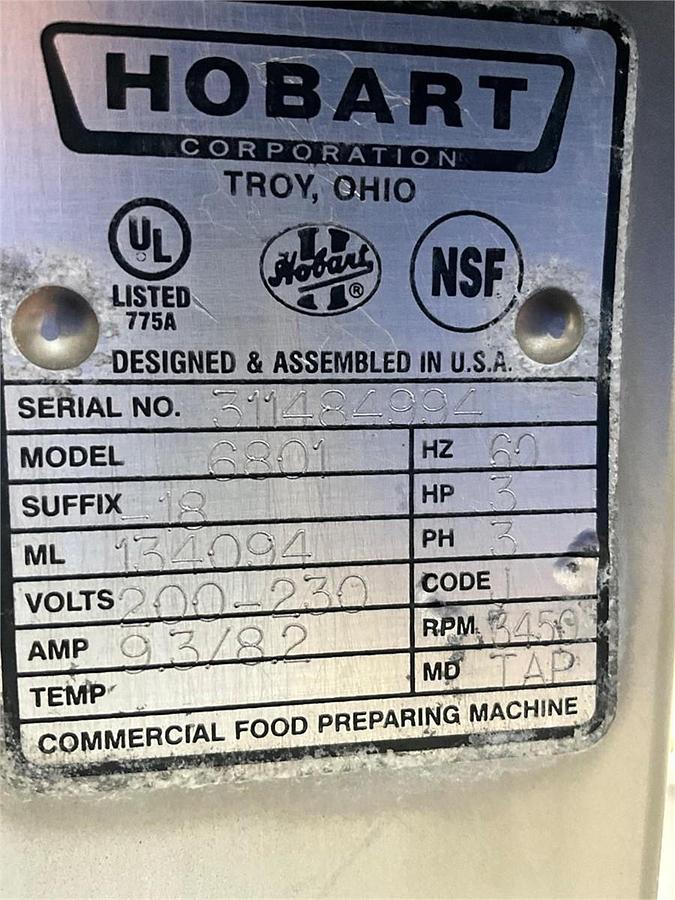 HOBART
CORPORATION
TROY, OHIO
UL
LISTED
775A
Hobart ®
NSF
DESIGNED & ASSEMBLED IN U.S.A.
SERIAL NO. 311484994
MODEL 6801 HZ 60
SUFFIX -18 HP 3
ML 134094 PH 3
VOLTS 200-230 CODE J
AMP 9.3/8.2 RPM 3450
TEMP MD TAP
COMMERCIAL FOOD PREPARING MACHINE